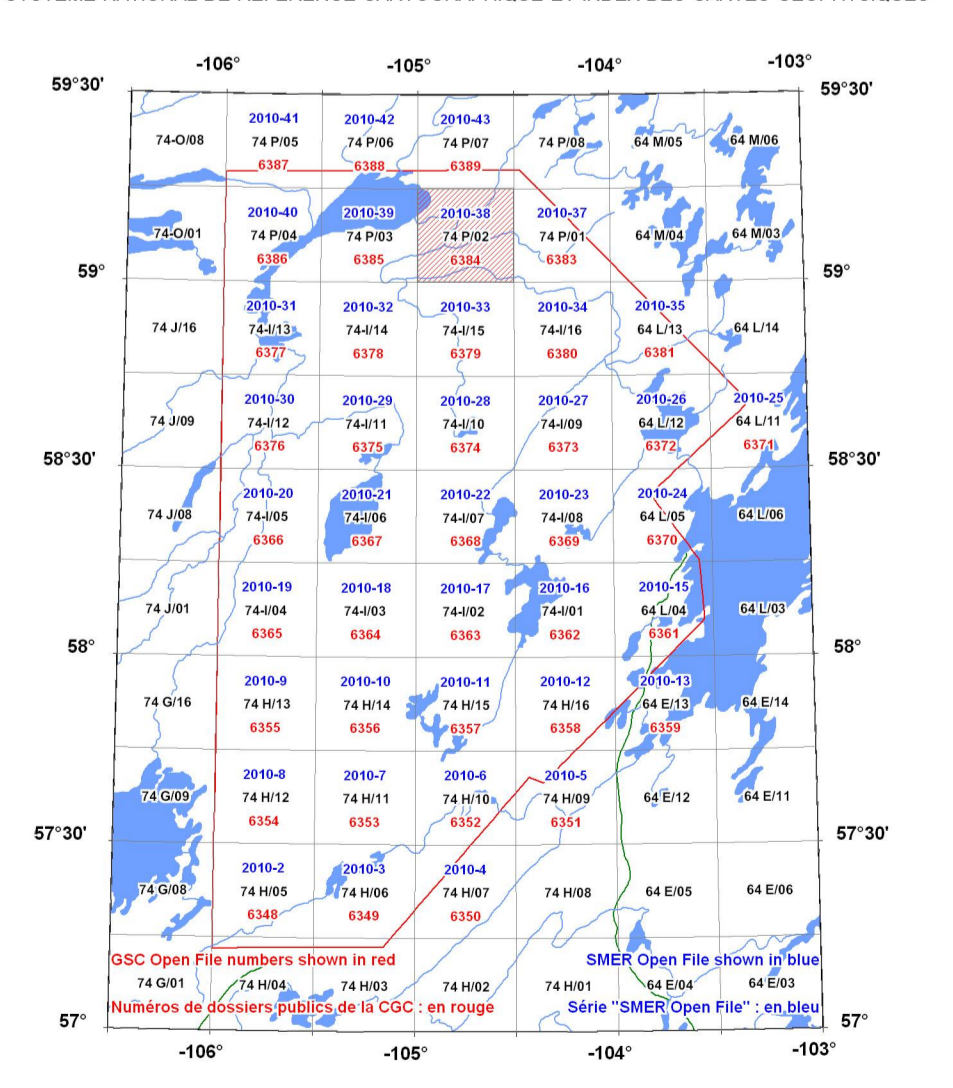 -106° -105° -104° -103°
59°30' 59°30'
2010-41 2010-42 2010-43
74-O/08 74 P/05 74 P/06 74 P/07 74 P/08 64 M/05 64 M/06
6387 6388 6389
2010-40 2010-39 2010-38 2010-37
74-O/01 74 P/04 74 P/03 74 P/02 74 P/01 64 M/04 64 M/03
6386 6385 6384 6383
59° 59°
2010-31 2010-32 2010-33 2010-34 2010-35
74 J/16 74-I/13 74-I/14 74-I/15 74-I/16 64 L/13 64 L/14
6377 6378 6379 6380 6381
2010-30 2010-29 2010-28 2010-27 2010-26 2010-25
74 J/09 74-I/12 74-I/11 74-I/10 74-I/09 64 L/12 64 L/11
6376 6375 6374 6373 6372 6371
58°30' 58°30'
2010-20 2010-21 2010-22 2010-23 2010-24
74 J/08 74-I/05 74-I/06 74-I/07 74-I/08 64 L/05 64 L/06
6366 6367 6368 6369 6370
2010-19 2010-18 2010-17 2010-16 2010-15
74 J/01 74-I/04 74-I/03 74-I/02 74-I/01 64 L/04 64 L/03
6365 6364 6363 6362 6361
58° 58°
2010-9 2010-10 2010-11 2010-12 2010-13
74 G/16 74 H/13 74 H/14 74 H/15 74 H/16 64 E/13 64 E/14
6355 6356 6357 6358 6359
2010-8 2010-7 2010-6 2010-5
74 G/09 74 H/12 74 H/11 74 H/10 74 H/09 64 E/12 64 E/11
6354 6353 6352 6351
57°30' 57°30'
2010-2 2010-3 2010-4
74 G/08 74 H/05 74 H/06 74 H/07 74 H/08 64 E/05 64 E/06
6348 6349 6350
GSC Open File numbers shown in red SMER Open File shown in blue
74 G/01 74 H/04 74 H/03 74 H/02 74 H/01 64 E/04 64 E/03
Numéros de dossiers publics de la CGC : en rouge Série "SMER Open File" : en bleu
57° 57°
-106° -105° -104° -103°